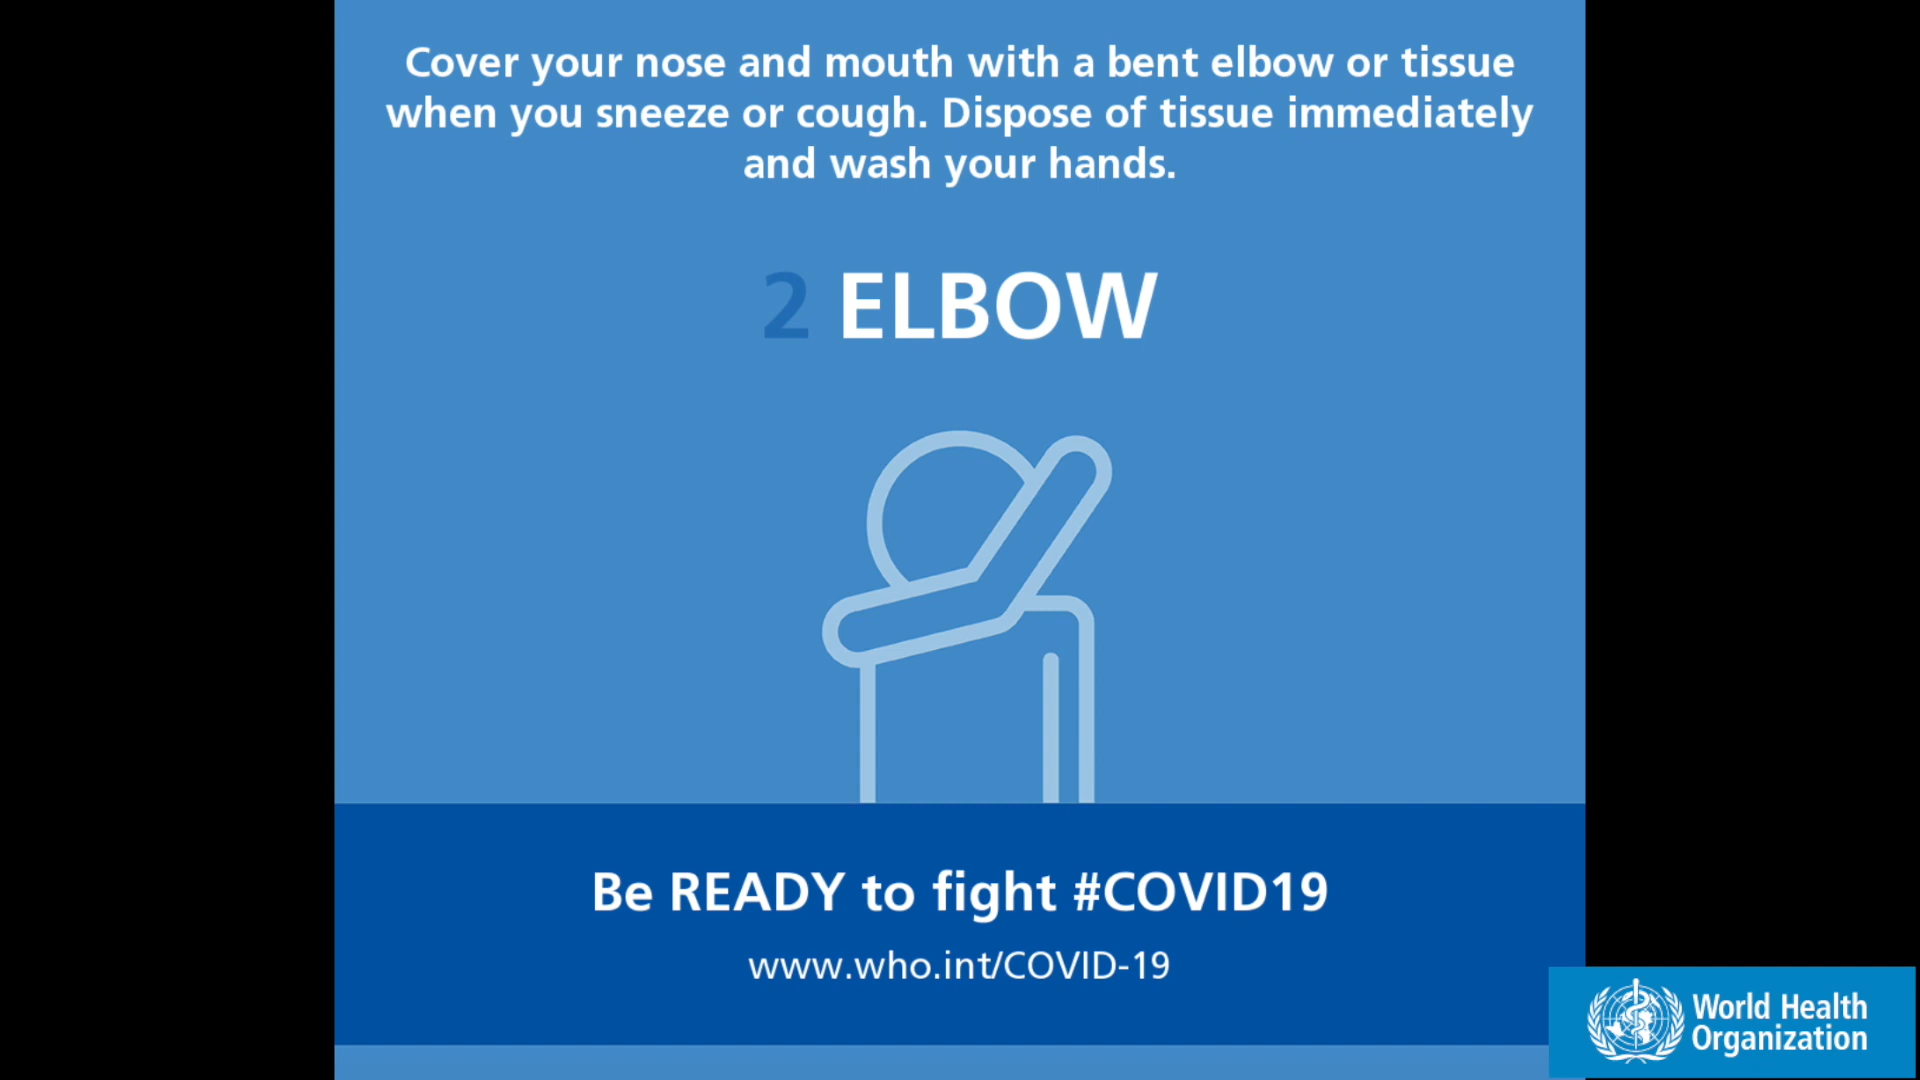 Cover your nose and mouth with a bent elbow or tissue
when you sneeze or cough. Dispose of tissue immediately
and wash your hands.
2 ELBOW
Be READY to fight #COVID19
www.who.int/COVID-19
World Health
Organization